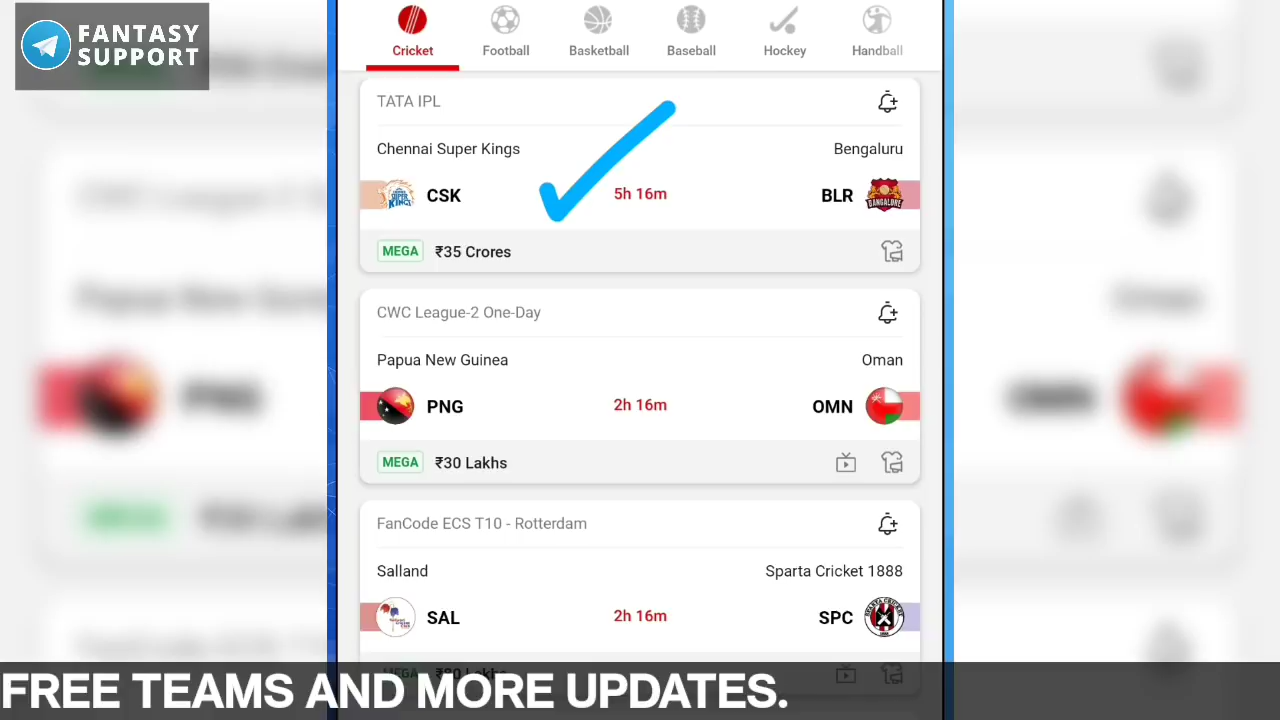 FANTASY
SUPPORT
Cricket Football Basketball Baseball Hockey Handball
TATA IPL
Chennai Super Kings Bengaluru
CSK 5h 16m BLR
MEGA ₹35 Crores
CWC League-2 One-Day
Papua New Guinea Oman
PNG 2h 16m OMN
MEGA ₹30 Lakhs
FanCode ECS T10 - Rotterdam
Salland Sparta Cricket 1888
SAL 2h 16m SPC
MEGA
FREE TEAMS AND MORE UPDATES.